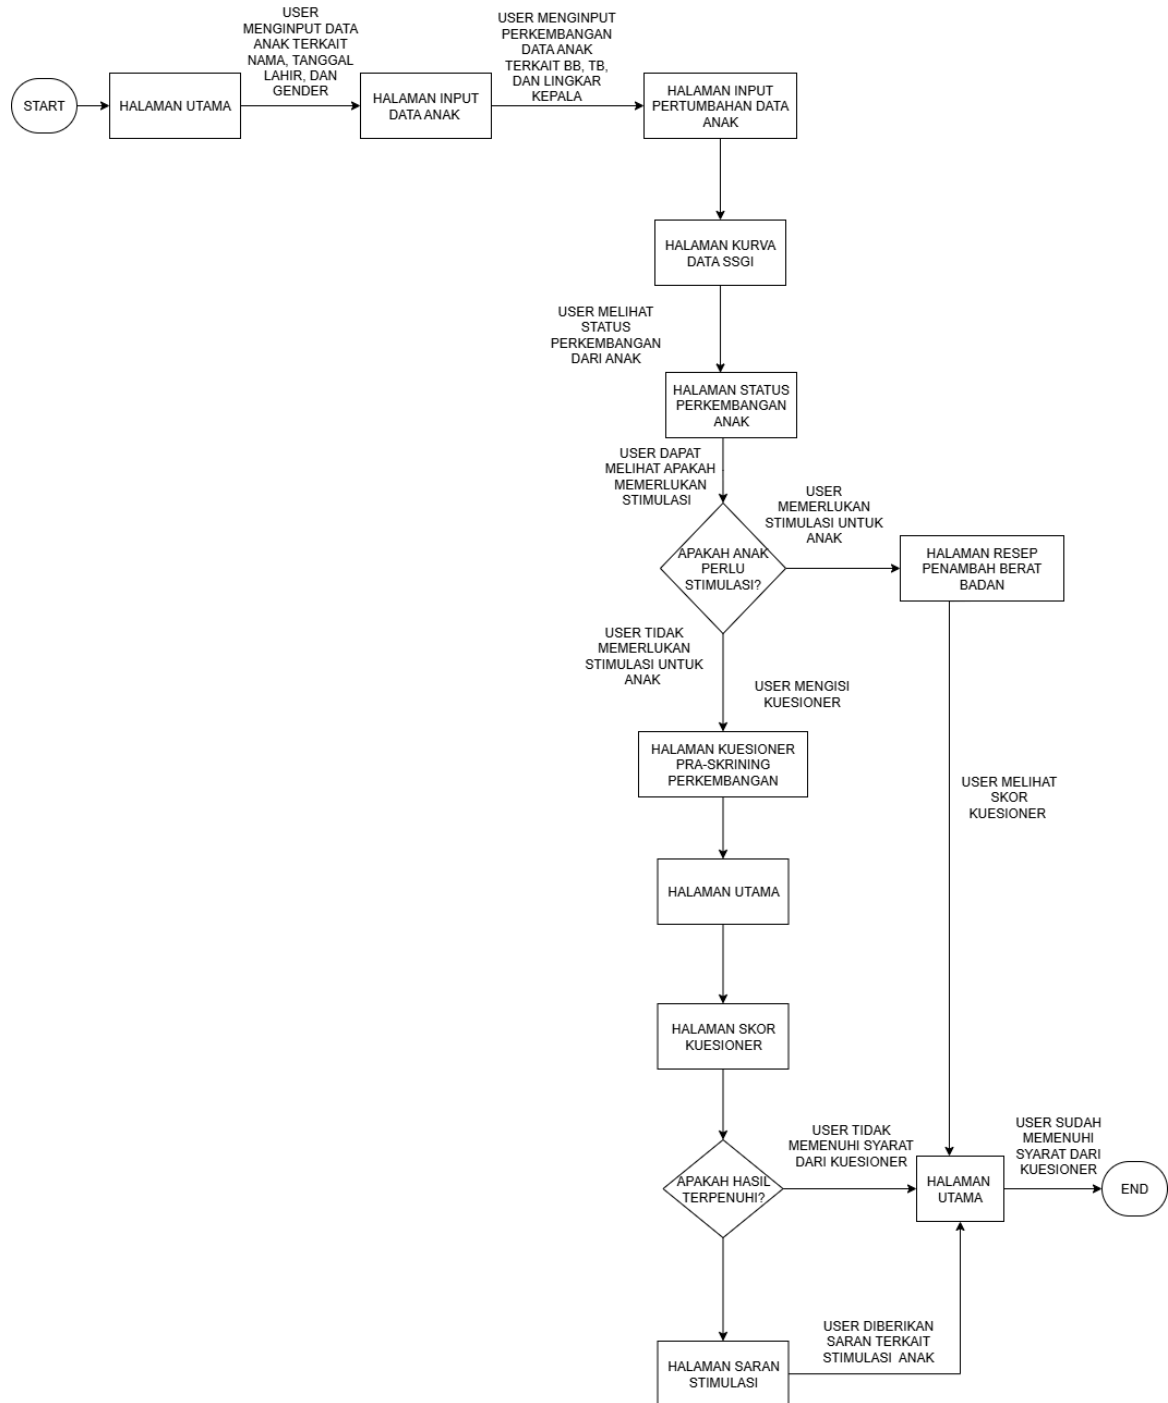 START
HALAMAN UTAMA
USER
MENGINPUT DATA
ANAK TERKAIT
NAMA, TANGGAL
LAHIR, DAN
GENDER
HALAMAN INPUT
DATA ANAK
USER MENGINPUT
PERKEMBANGAN
DATA ANAK
TERKAIT BB, TB,
DAN LINGKAR
KEPALA
HALAMAN INPUT
PERTUMBAHAN DATA
ANAK
HALAMAN KURVA
DATA SSGI
USER MELIHAT
STATUS
PERKEMBANGAN
DARI ANAK
HALAMAN STATUS
PERKEMBANGAN
ANAK
USER DAPAT
MELIHAT APAKAH
MEMERLUKAN
STIMULASI
APAKAH ANAK
PERLU
STIMULASI?
USER
MEMERLUKAN
STIMULASI UNTUK
ANAK
HALAMAN RESEP
PENAMBAH BERAT
BADAN
USER TIDAK
MEMERLUKAN
STIMULASI UNTUK
ANAK
USER MENGISI
KUESIONER
HALAMAN KUESIONER
PRA-SKRINING
PERKEMBANGAN
USER MELIHAT
SKOR
KUESIONER
HALAMAN UTAMA
HALAMAN SKOR
KUESIONER
APAKAH HASIL
TERPENUHI?
USER TIDAK
MEMENUHI SYARAT
DARI KUESIONER
HALAMAN
UTAMA
USER SUDAH
MEMENUHI
SYARAT DARI
KUESIONER
END
USER DIBERIKAN
SARAN TERKAIT
STIMULASI ANAK
HALAMAN SARAN
STIMULASI